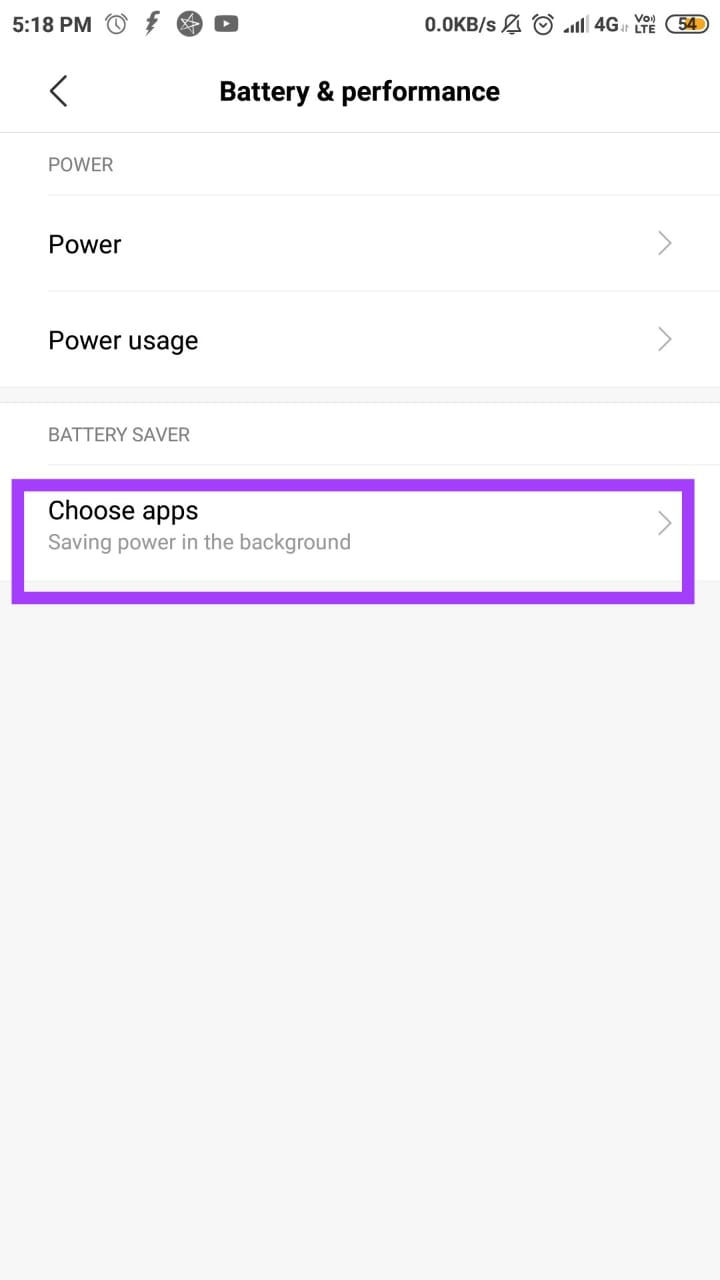 5:18 PM 0.0KB/s 4G Vo) LTE 54
Battery & performance
POWER
Power
Power usage
BATTERY SAVER
Choose apps
Saving power in the background